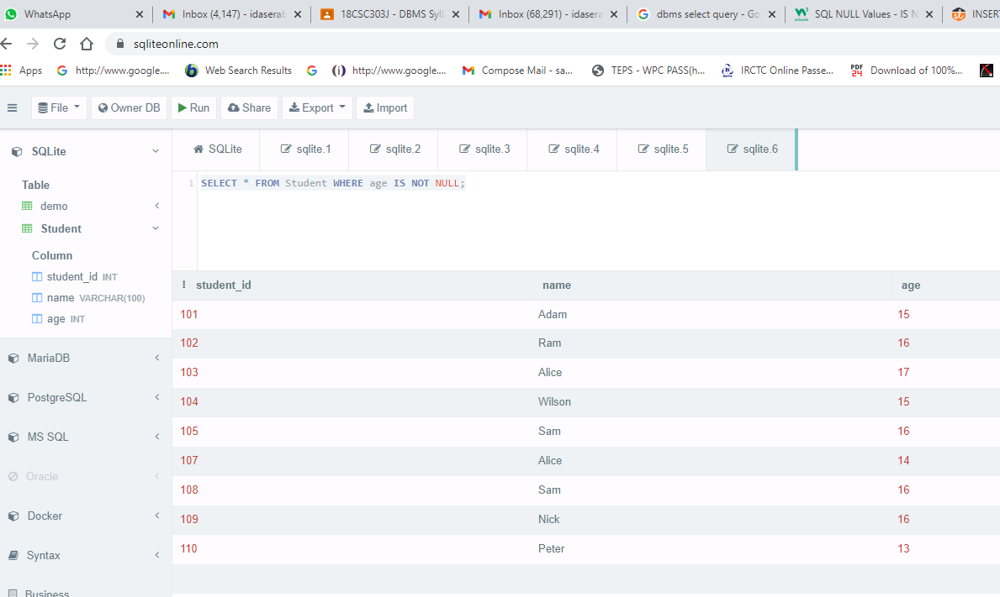 WhatsApp
Inbox (4,147) - idaserab
18CSC303J - DBMS Syll
Inbox (68,291) - idasera
dbms select query - Go
SQL NULL Values - IS N
INSERT
sqliteonline.com
Apps
http://www.google....
Web Search Results
http://www.google....
Compose Mail - sa...
TEPS - WPC PASS(h...
IRCTC Online Passe...
PDF 24
Download of 100%...
File
Owner DB
Run
Share
Export
Import
SQLite
Table
demo
Student
Column
student_id INT
name VARCHAR(100)
age INT
MariaDB
PostgreSQL
MS SQL
Oracle
Docker
Syntax
Business
SQLite
sqlite.1
sqlite.2
sqlite.3
sqlite.4
sqlite.5
sqlite.6
1 SELECT * FROM Student WHERE age IS NOT NULL;
student_id name age
101 Adam 15
102 Ram 16
103 Alice 17
104 Wilson 15
105 Sam 16
107 Alice 14
108 Sam 16
109 Nick 16
110 Peter 13